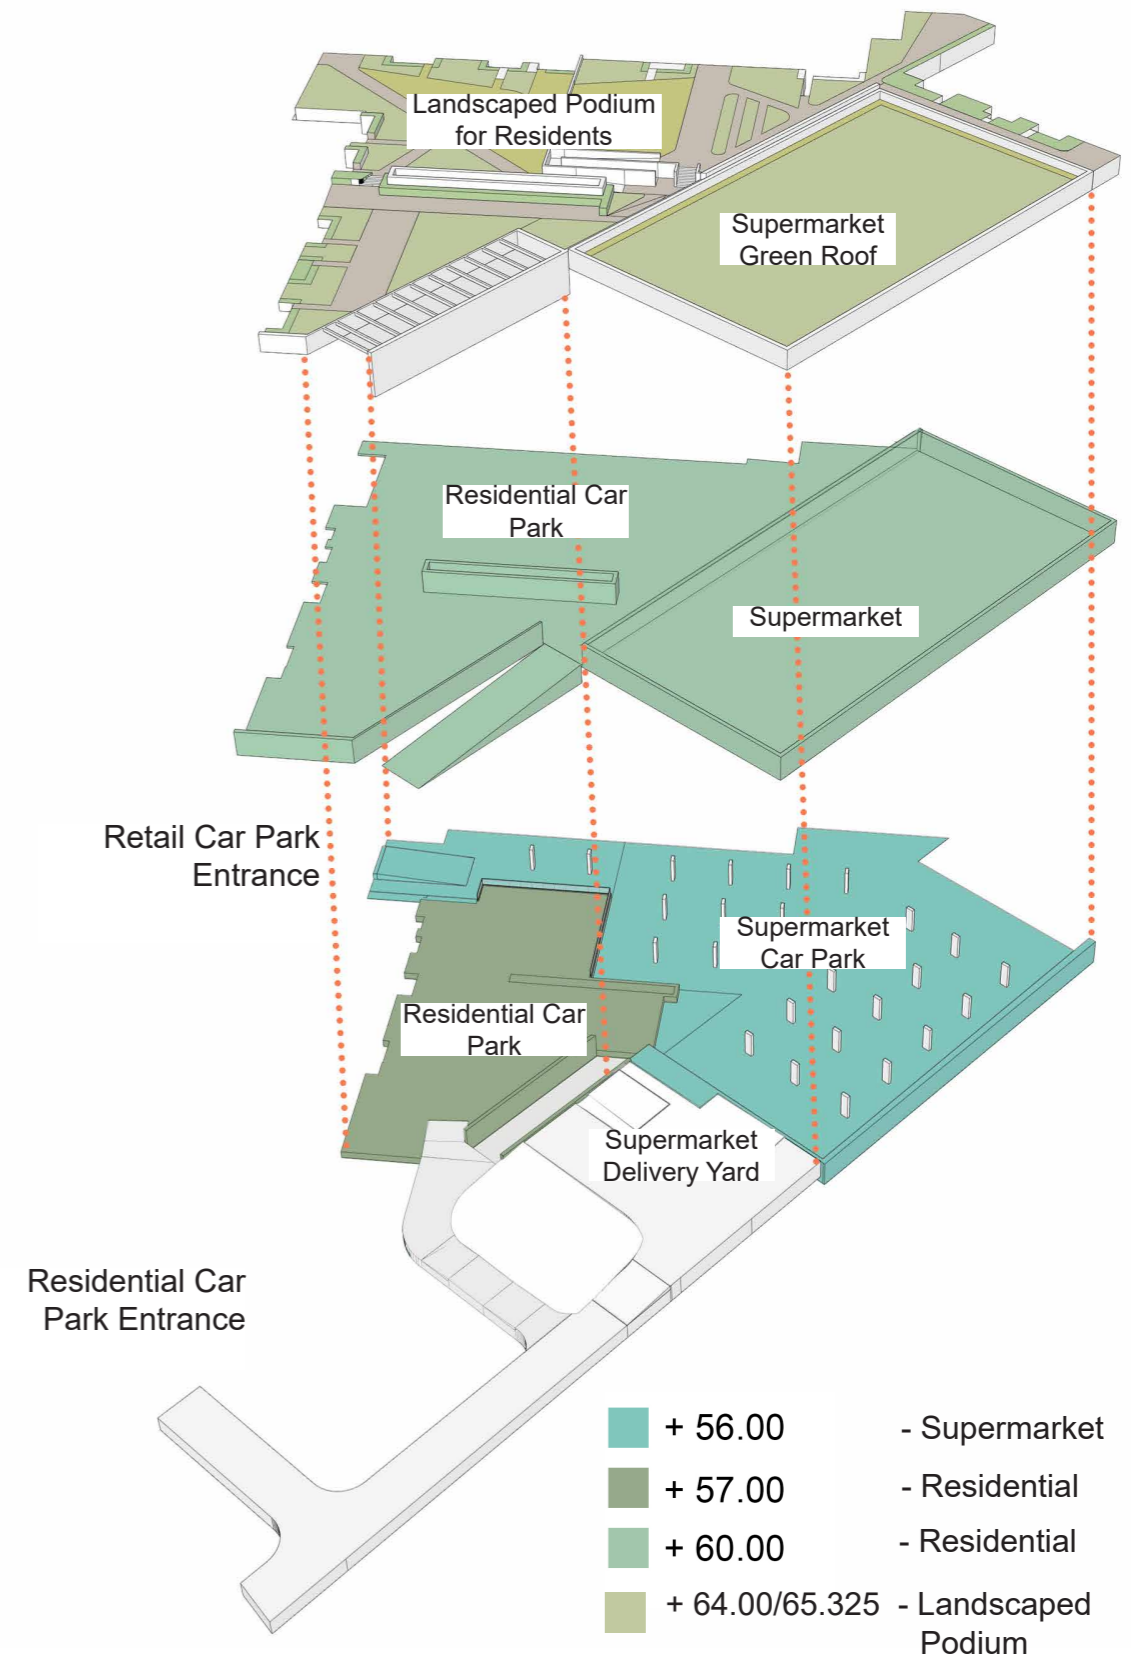 Landscaped Podium
for Residents
Supermarket
Green Roof
Residential Car
Park
Supermarket
Retail Car Park
Entrance
Supermarket
Car Park
Residential Car
Park
Supermarket
Delivery Yard
Residential Car
Park Entrance
+ 56.00 - Supermarket
+ 57.00 - Residential
+ 60.00 - Residential
+ 64.00/65.325 - Landscaped
Podium